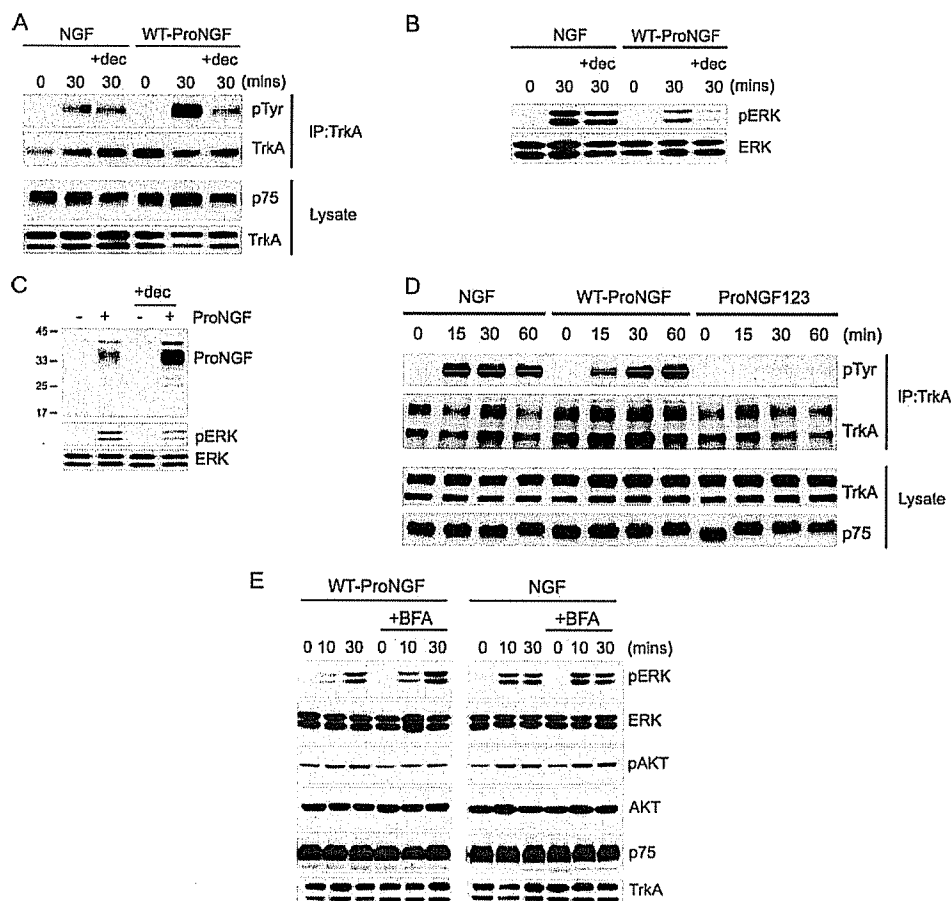 A
NGF WT-ProNGF
+dec +dec
0 30 30 0 30 30 (mins)
pTyr
TrkA
IP:TrkA
p75
TrkA
Lysate
B
NGF WT-ProNGF
+dec +dec
0 30 30 0 30 30 (mins)
pERK
ERK
C
+dec
- + - + ProNGF
45
33
25
17
ProNGF
pERK
ERK
D
NGF WT-ProNGF ProNGF123
0 15 30 60 0 15 30 60 0 15 30 60 (min)
pTyr
TrkA
IP:TrkA
TrkA
p75
Lysate
E
WT-ProNGF NGF
+BFA +BFA
0 10 30 0 10 30 0 10 30 0 10 30 (mins)
pERK
ERK
pAKT
AKT
p75
TrkA